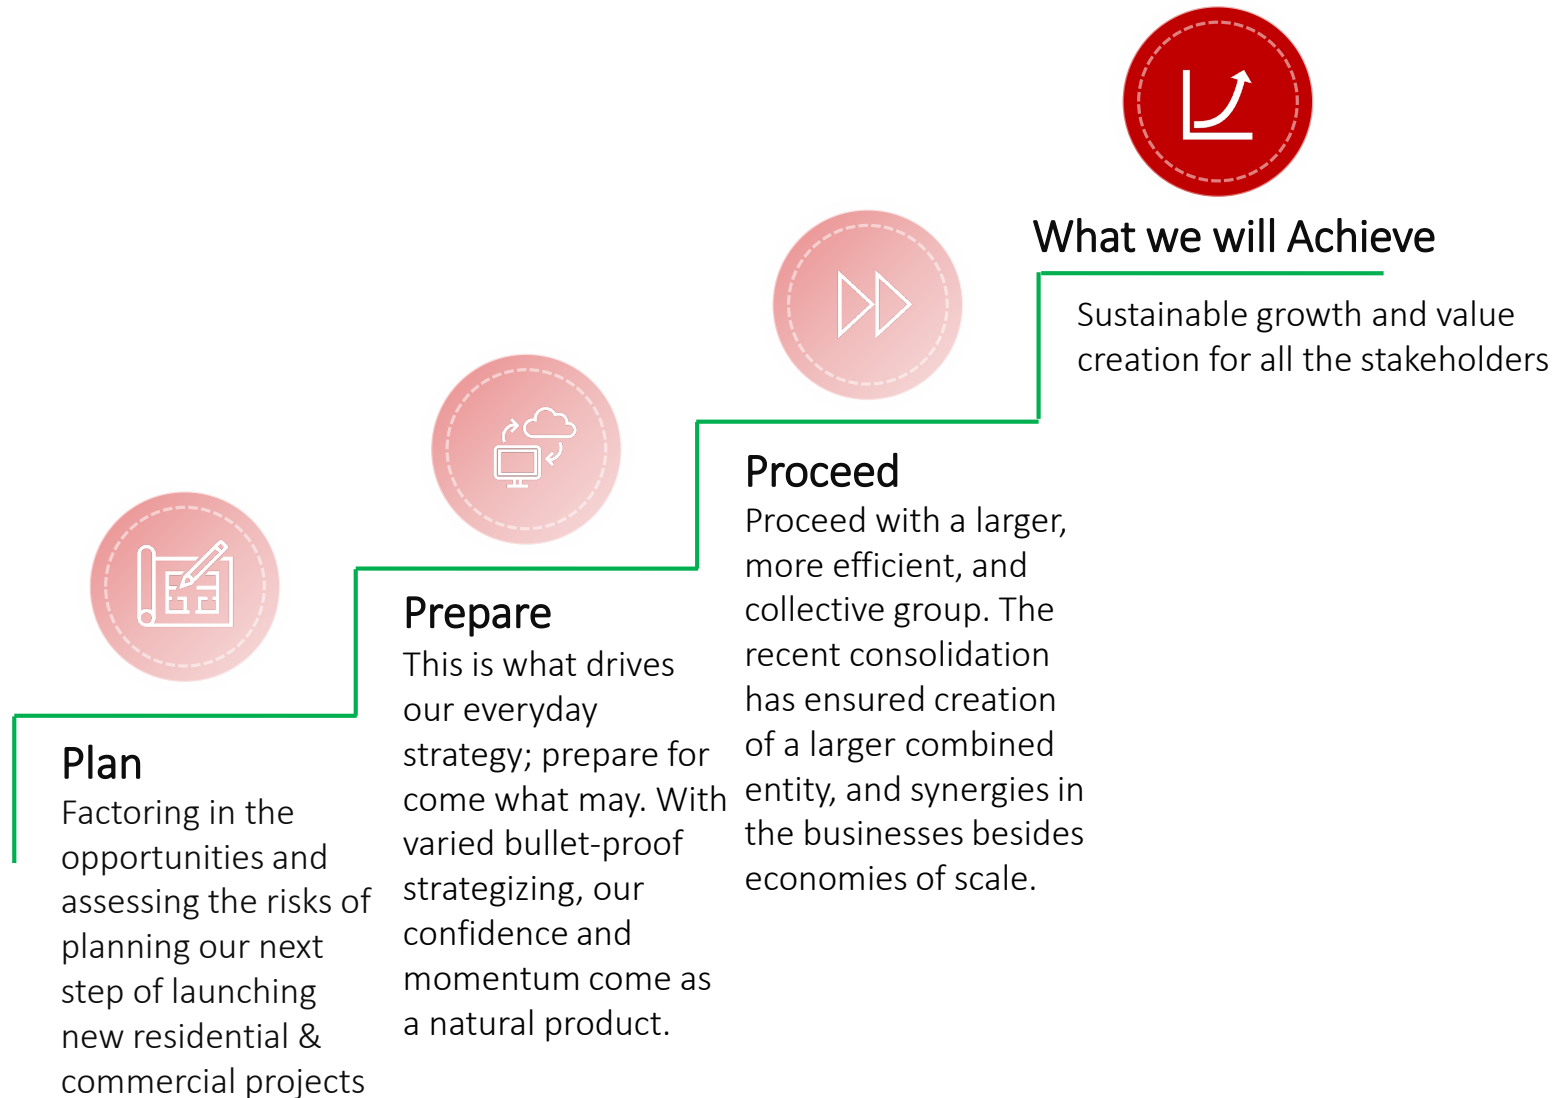 What we will Achieve
Sustainable growth and value
creation for all the stakeholders
Proceed
Proceed with a larger,
more efficient, and
collective group. The
recent consolidation
has ensured creation
of a larger combined
entity, and synergies in
the businesses besides
economies of scale.
Prepare
This is what drives
our everyday
strategy; prepare for
come what may. With
varied bullet-proof
strategizing, our
confidence and
momentum come as
a natural product.
Plan
Factoring in the
opportunities and
assessing the risks of
planning our next
step of launching
new residential &
commercial projects